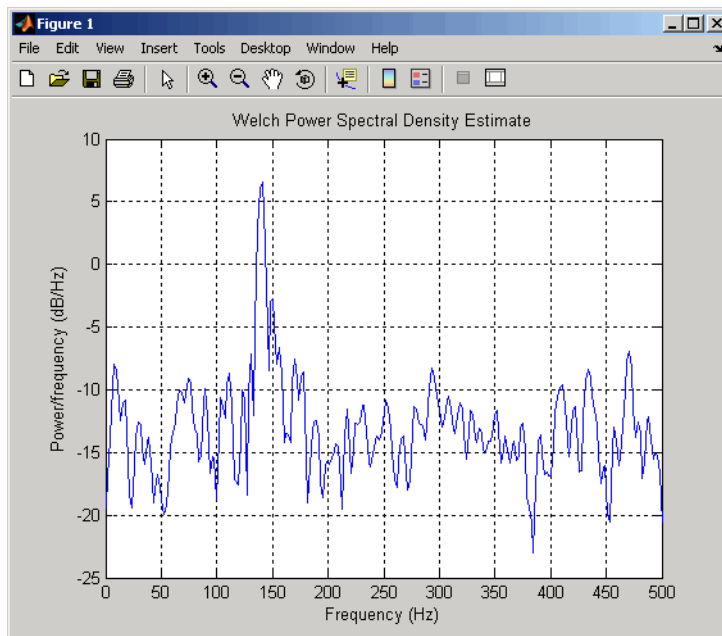 Figure 1
File Edit View Insert Tools Desktop Window Help
Welch Power Spectral Density Estimate
10
5
0
-5
-10
-15
-20
-25
Power/frequency (dB/Hz)
0 50 100 150 200 250 300 350 400 450 500
Frequency (Hz)